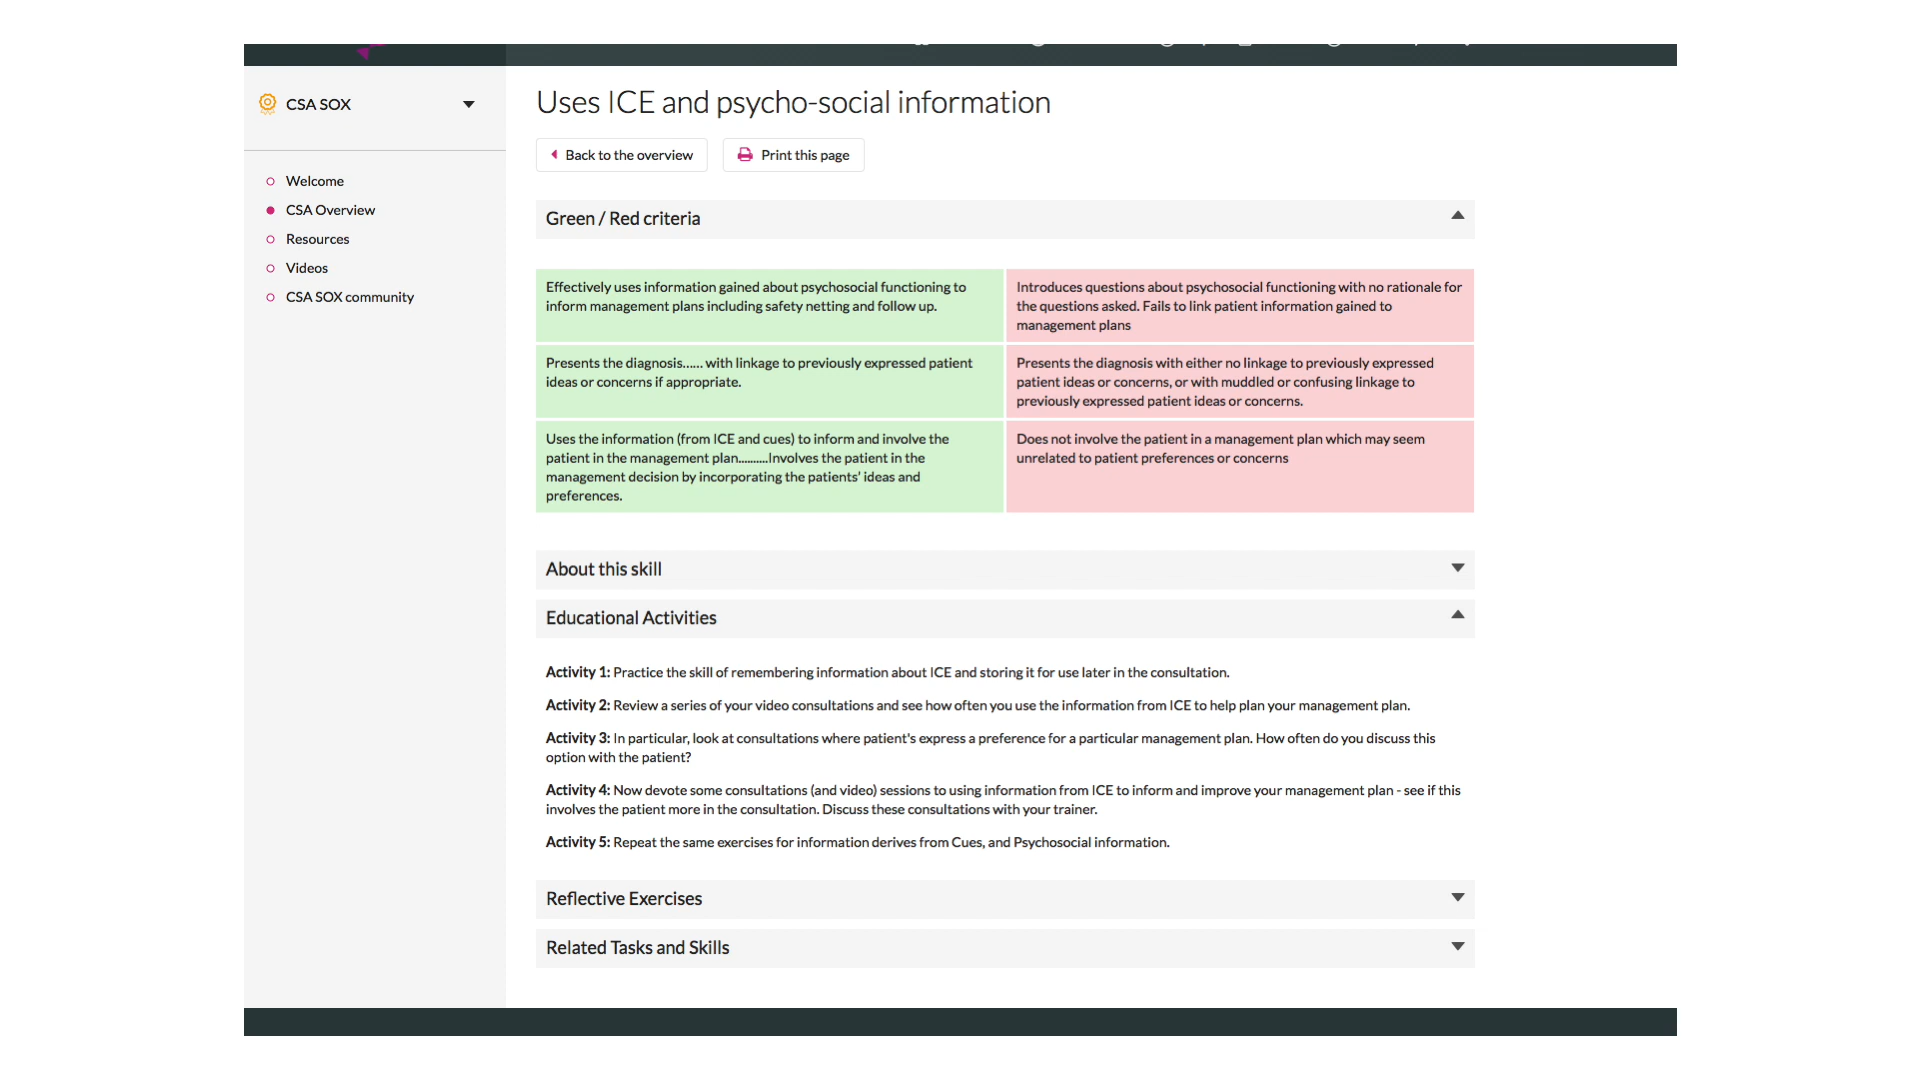 CSA SOX
Welcome
CSA Overview
Resources
Videos
CSA SOX community
Uses ICE and psycho-social information
Back to the overview
Print this page
Green / Red criteria
Effectively uses information gained about psychosocial functioning to
inform management plans including safety netting and follow up.
Introduces questions about psychosocial functioning with no rationale for
the questions asked. Fails to link patient information gained to
management plans
Presents the diagnosis...... with linkage to previously expressed patient
ideas or concerns if appropriate.
Presents the diagnosis with either no linkage to previously expressed
patient ideas or concerns, or with muddled or confusing linkage to
previously expressed patient ideas or concerns.
Uses the information (from ICE and cues) to inform and involve the
patient in the management plan..........Involves the patient in the
management decision by incorporating the patients' ideas and
preferences.
Does not involve the patient in a management plan which may seem
unrelated to patient preferences or concerns
About this skill
Educational Activities
Activity 1: Practice the skill of remembering information about ICE and storing it for use later in the consultation.
Activity 2: Review a series of your video consultations and see how often you use the information from ICE to help plan your management plan.
Activity 3: In particular, look at consultations where patient's express a preference for a particular management plan. How often do you discuss this
option with the patient?
Activity 4: Now devote some consultations (and video) sessions to using information from ICE to inform and improve your management plan - see if this
involves the patient more in the consultation. Discuss these consultations with your trainer.
Activity 5: Repeat the same exercises for information derives from Cues, and Psychosocial information.
Reflective Exercises
Related Tasks and Skills